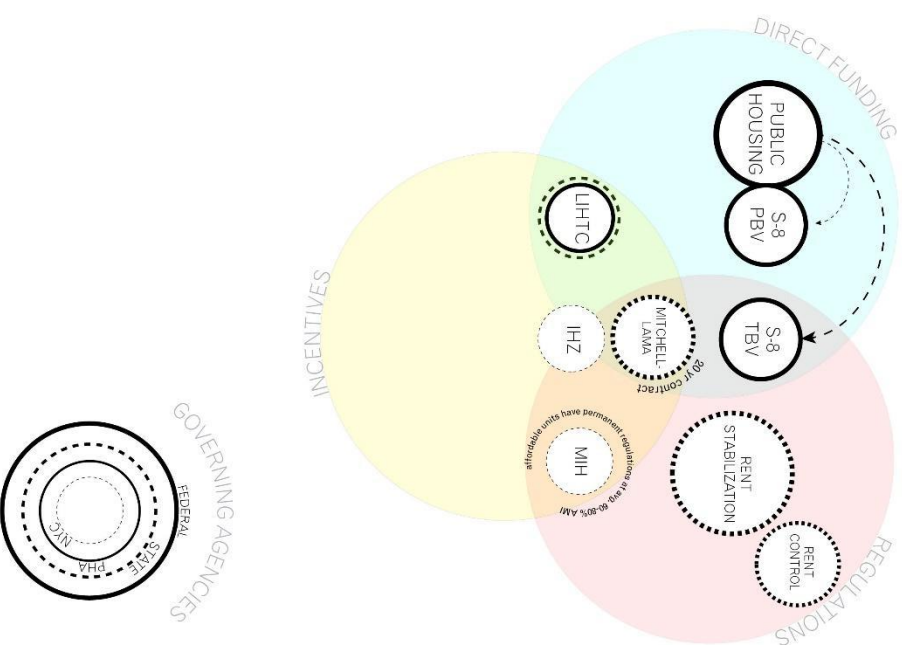 DIRECT FUNDING
PUBLIC
HOUSING
S-8
PBV
S-8
TBV
LIHTC
MITCHELL-
LAMA
20 yr contract
IHZ
INCENTIVES
MIH
affordable units have permanent regulations at avg. 60-80% AMI
RENT
STABILIZATION
RENT
CONTROL
REGULATIONS
GOVERNING AGENCIES
FEDERAL
STATE
PHA
NYC